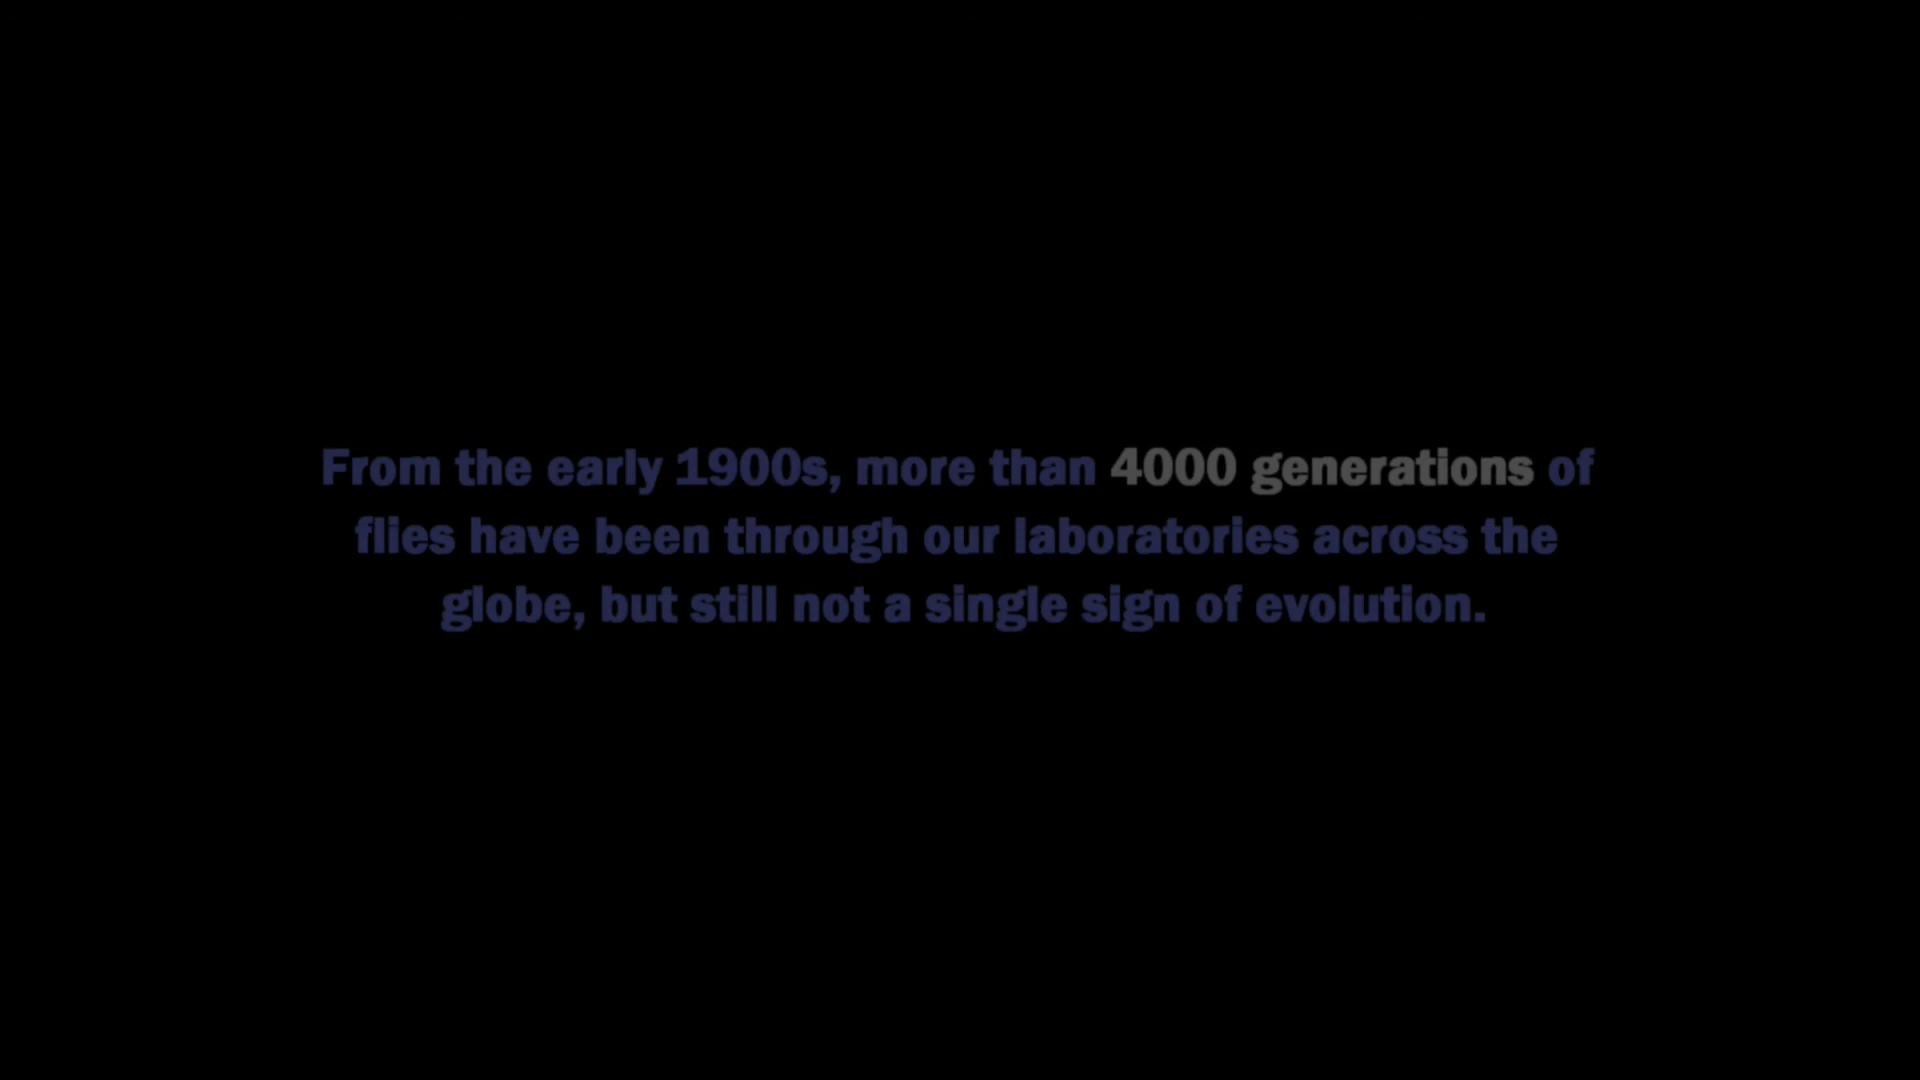 From the early 1900s, more than 4000 generations of
flies have been through our laboratories across the
globe, but still not a single sign of evolution.